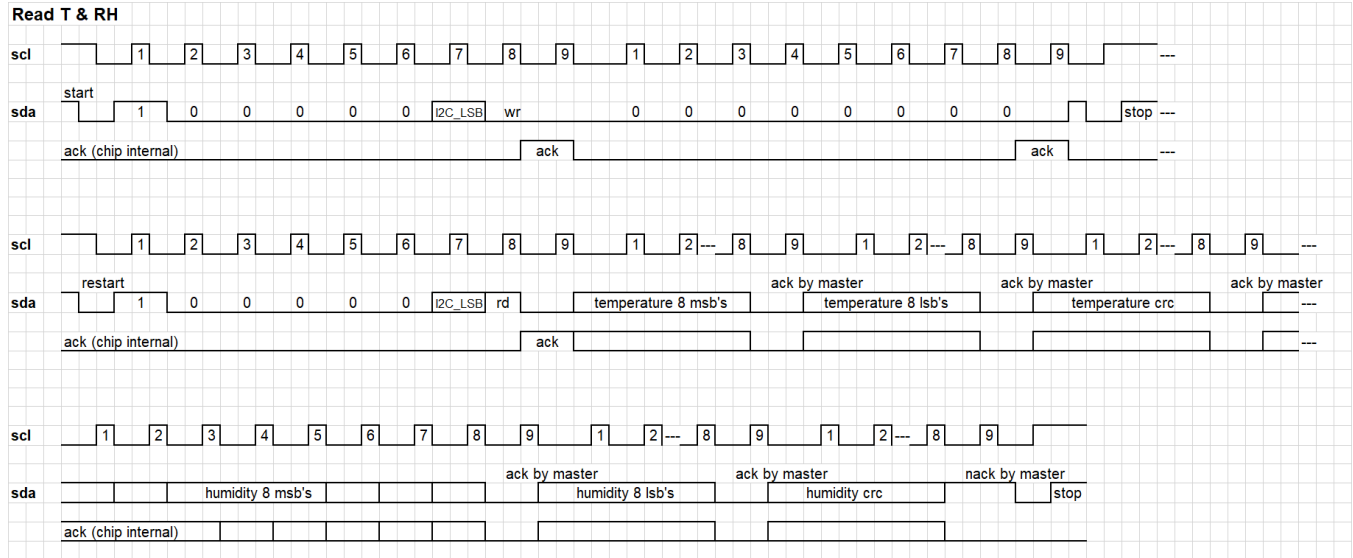 Read T & RH
scl 1 2 3 4 5 6 7 8 9 1 2 3 4 5 6 7 8 9 ---
start
sda 1 0 0 0 0 0 I2C_LSB wr 0 0 0 0 0 0 0 0 stop ---
ack (chip internal) ack ack ---
scl 1 2 3 4 5 6 7 8 9 1 2 --- 8 9 1 2 --- 8 9 1 2 --- 8 9 ---
restart ack by master ack by master ack by master
sda 1 0 0 0 0 0 I2C_LSB rd temperature 8 msb's temperature 8 lsb's temperature crc ---
ack (chip internal) ack ---
scl 1 2 3 4 5 6 7 8 9 1 2 --- 8 9 1 2 --- 8 9
ack by master ack by master nack by master
sda humidity 8 msb's humidity 8 lsb's humidity crc stop
ack (chip internal)